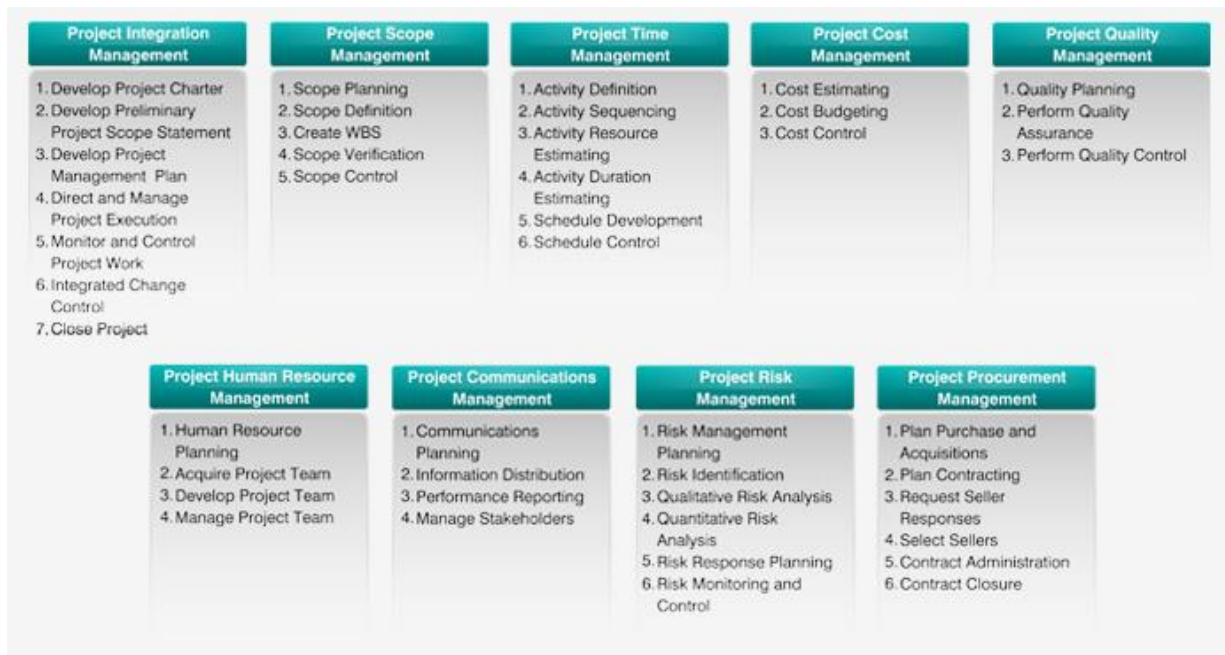 Project Integration
Management
1. Develop Project Charter
2. Develop Preliminary
Project Scope Statement
3. Develop Project
Management Plan
4. Direct and Manage
Project Execution
5. Monitor and Control
Project Work
6. Integrated Change
Control
7. Close Project
Project Scope
Management
1. Scope Planning
2. Scope Definition
3. Create WBS
4. Scope Verification
5. Scope Control
Project Time
Management
1. Activity Definition
2. Activity Sequencing
3. Activity Resource
Estimating
4. Activity Duration
Estimating
5. Schedule Development
6. Schedule Control
Project Cost
Management
1. Cost Estimating
2. Cost Budgeting
3. Cost Control
Project Quality
Management
1. Quality Planning
2. Perform Quality
Assurance
3. Perform Quality Control
Project Human Resource
Management
1. Human Resource
Planning
2. Acquire Project Team
3. Develop Project Team
4. Manage Project Team
Project Communications
Management
1. Communications
Planning
2. Information Distribution
3. Performance Reporting
4. Manage Stakeholders
Project Risk
Management
1. Risk Management
Planning
2. Risk Identification
3. Qualitative Risk Analysis
4. Quantitative Risk
Analysis
5. Risk Response Planning
6. Risk Monitoring and
Control
Project Procurement
Management
1. Plan Purchase and
Acquisitions
2. Plan Contracting
3. Request Seller
Responses
4. Select Sellers
5. Contract Administration
6. Contract Closure